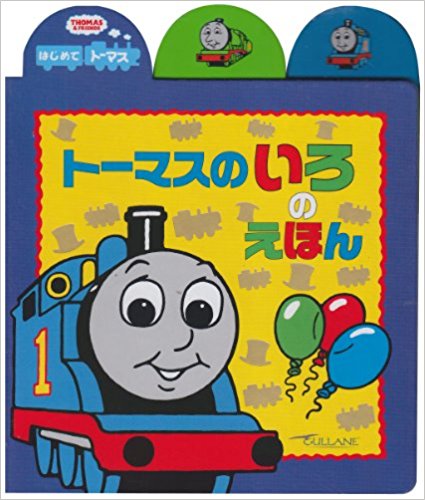 THOMAS
& FRIENDS
はじめて トーマス
トーマスの いろ
の
えほん
1
GULLANE